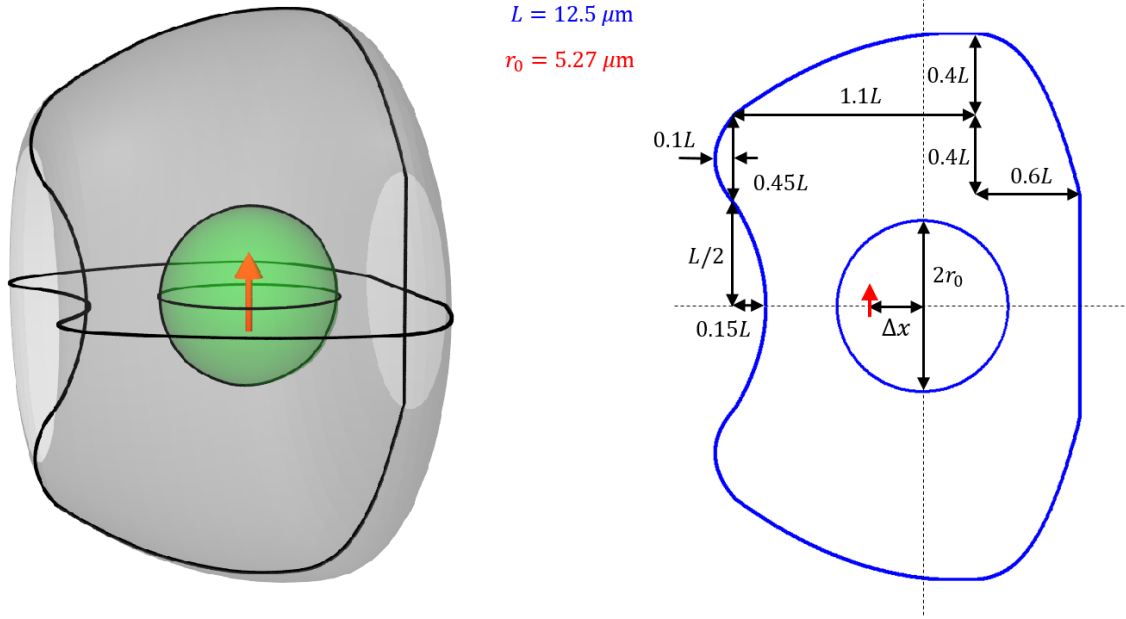 L = 12.5 μm
r₀ = 5.27 μm
0.4L
1.1L
0.1L
0.4L
0.45L
0.6L
L/2
2r₀
0.15L
Δx